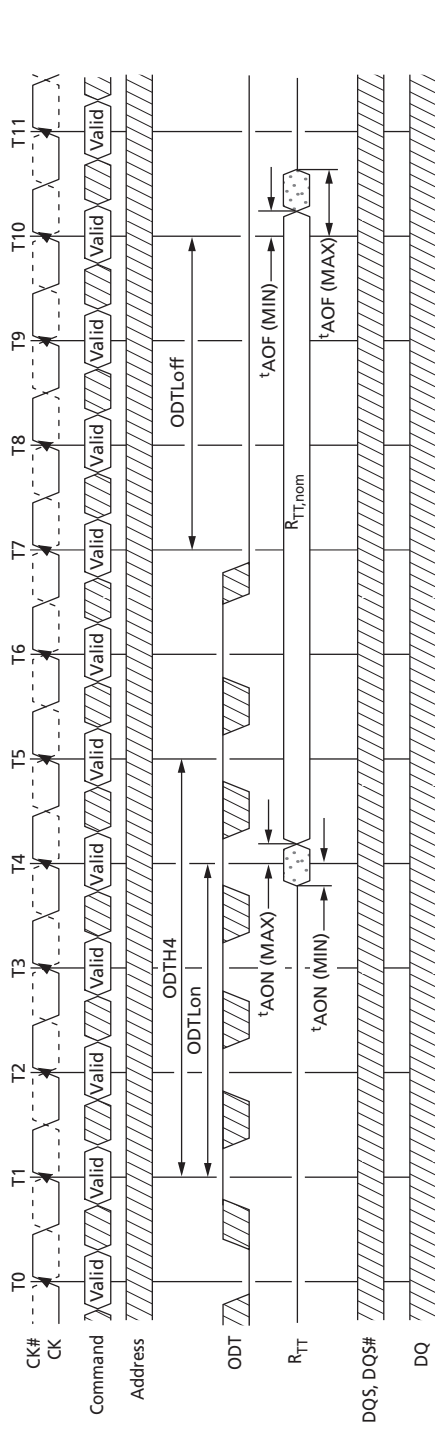 T0 T1 T2 T3 T4 T5 T6 T7 T8 T9 T10 T11
CK#
CK
Command Valid Valid Valid Valid Valid Valid Valid Valid Valid Valid Valid Valid
Address
ODTH4
ODTLon
ODTLoff
ODT
tAON (MAX)
tAOF (MIN)
RTT
RTT,nom
tAON (MIN)
tAOF (MAX)
DQS, DQS#
DQ